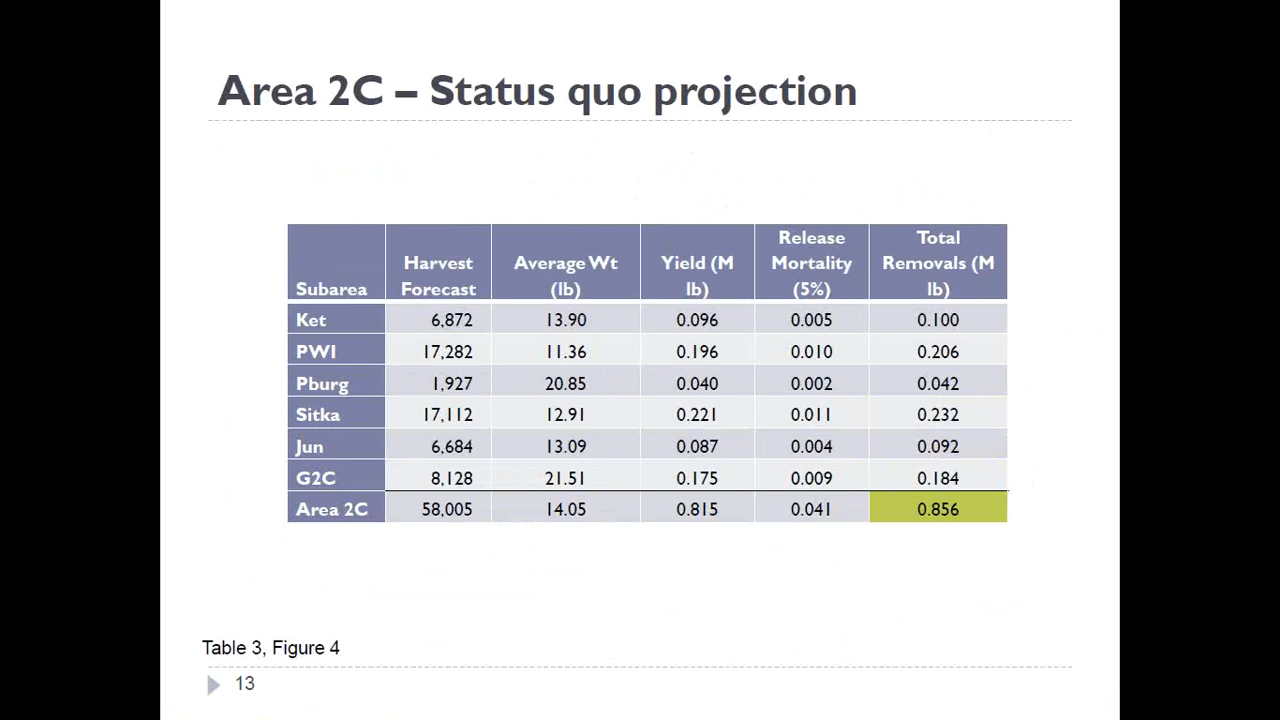 Area 2C – Status quo projection
Subarea Harvest Forecast Average Wt (lb) Yield (M lb) Release Mortality (5%) Total Removals (M lb)
Ket 6,872 13.90 0.096 0.005 0.100
PWI 17,282 11.36 0.196 0.010 0.206
Pburg 1,927 20.85 0.040 0.002 0.042
Sitka 17,112 12.91 0.221 0.011 0.232
Jun 6,684 13.09 0.087 0.004 0.092
G2C 8,128 21.51 0.175 0.009 0.184
Area 2C 58,005 14.05 0.815 0.041 0.856
Table 3, Figure 4
13